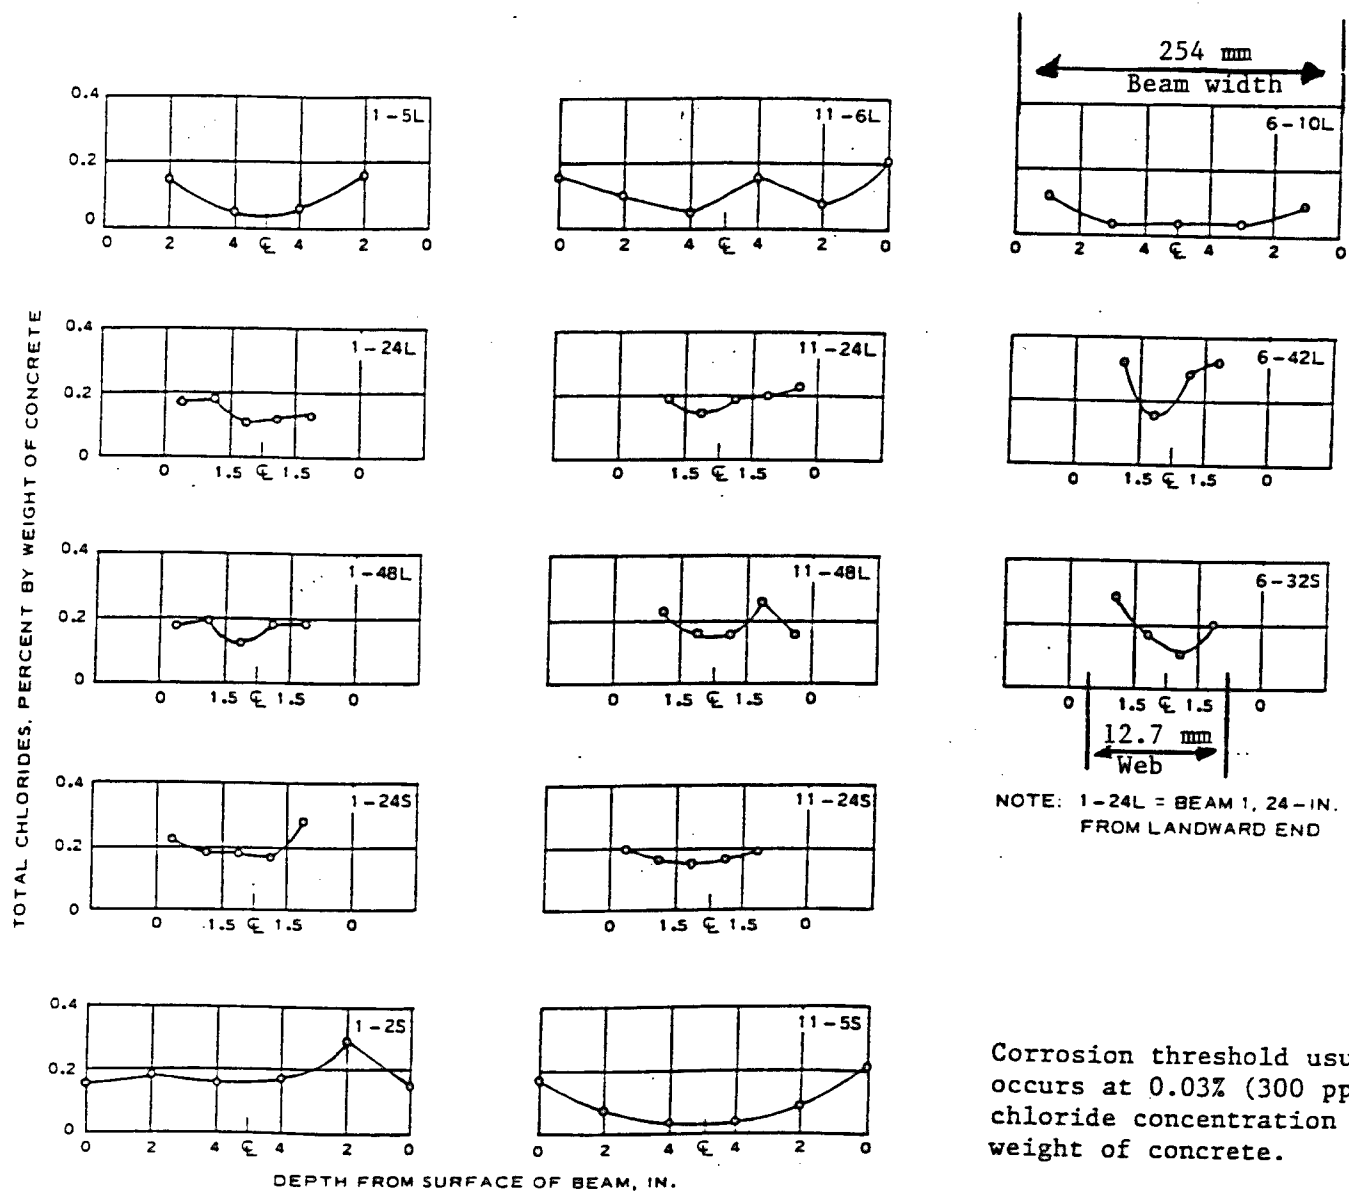 254 mm
Beam width
0.4
0.2
0
1-5L
0 2 4 ℄ 4 2 0
11-6L
0 2 4 ℄ 4 2 0
6-10L
0 2 4 ℄ 4 2 0
TOTAL CHLORIDES, PERCENT BY WEIGHT OF CONCRETE
0.4
0.2
0
1-24L
0 1.5 ℄ 1.5 0
11-24L
0 1.5 ℄ 1.5 0
6-42L
0 1.5 ℄ 1.5 0
0.4
0.2
0
1-48L
0 1.5 ℄ 1.5 0
11-48L
0 1.5 ℄ 1.5 0
6-32S
0 1.5 ℄ 1.5 0
12.7 mm
Web
0.4
0.2
0
1-24S
0 1.5 ℄ 1.5 0
11-24S
0 1.5 ℄ 1.5 0
NOTE: 1-24L = BEAM 1, 24-IN.
FROM LANDWARD END
0.4
0.2
0
1-2S
0 2 4 ℄ 4 2 0
11-5S
0 2 4 ℄ 4 2 0
DEPTH FROM SURFACE OF BEAM, IN.
Corrosion threshold usu
occurs at 0.03% (300 pp
chloride concentration
weight of concrete.